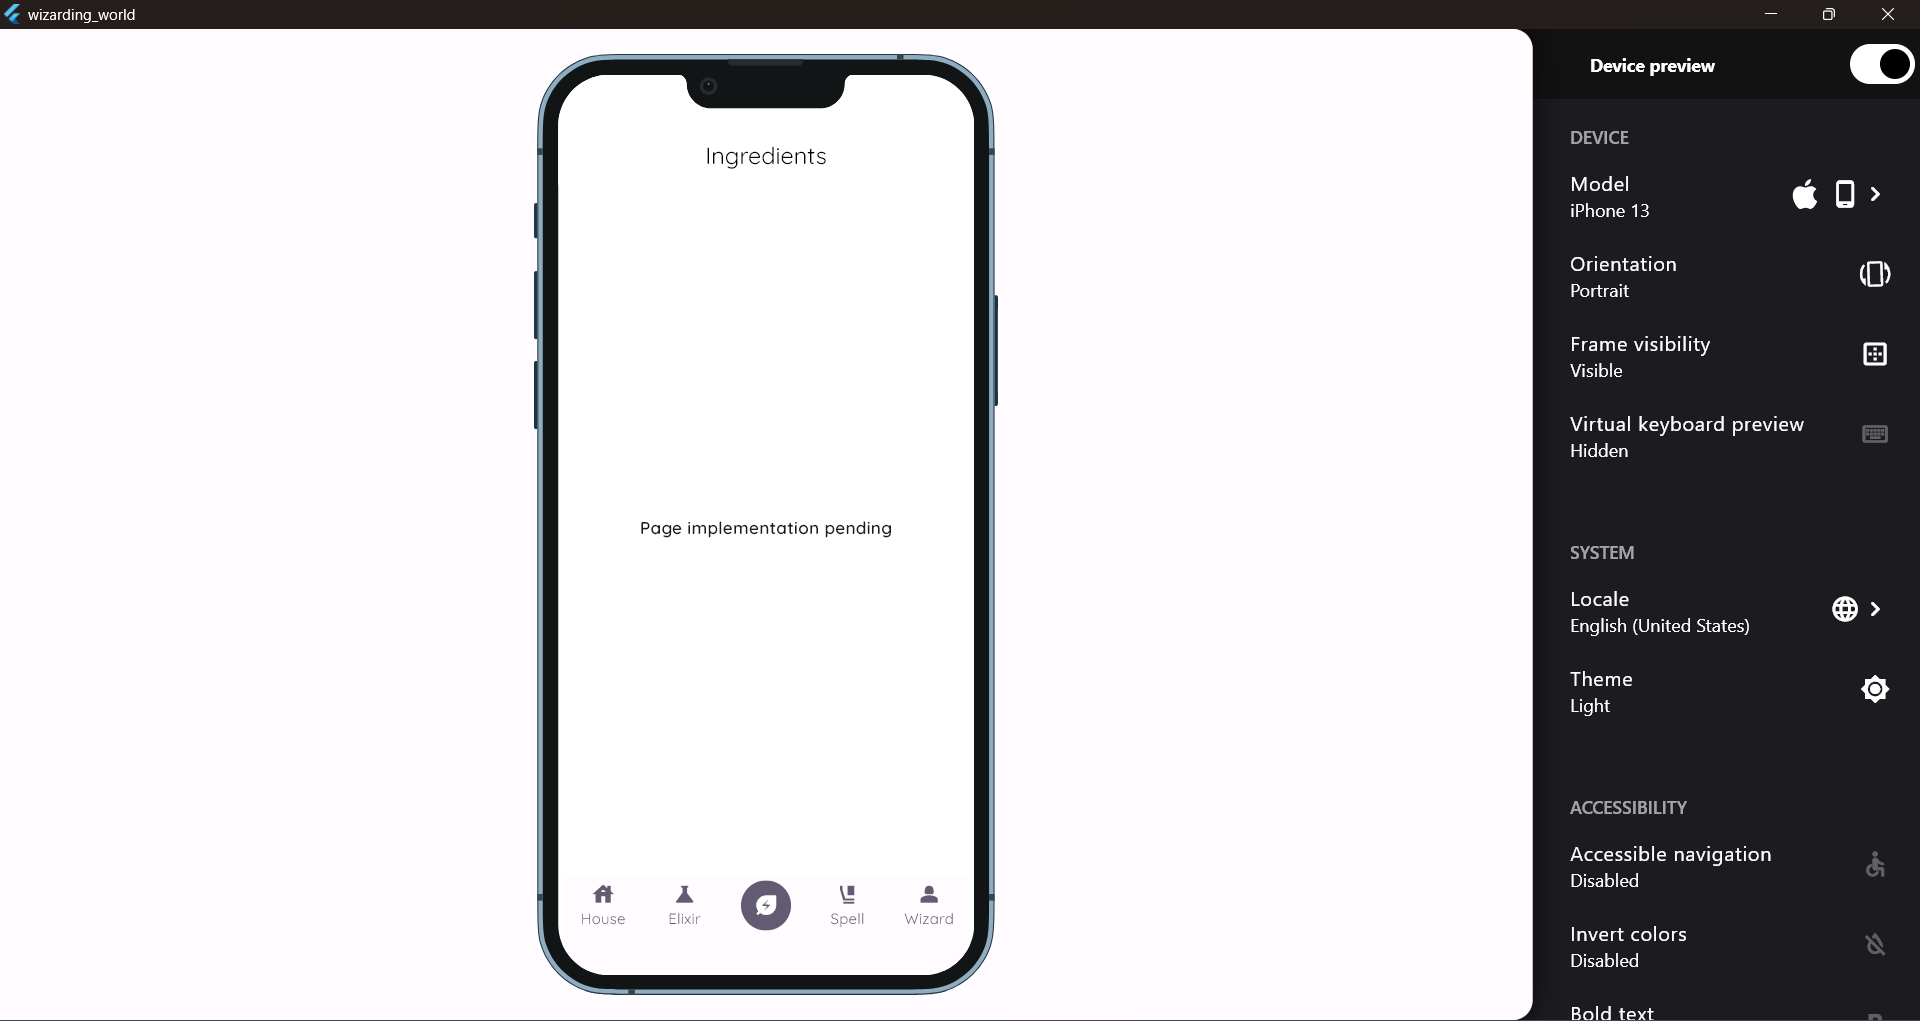 wizarding_world
Ingredients
Page implementation pending
House
Elixir
Spell
Wizard
Device preview
DEVICE
Model
iPhone 13
Orientation
Portrait
Frame visibility
Visible
Virtual keyboard preview
Hidden
SYSTEM
Locale
English (United States)
Theme
Light
ACCESSIBILITY
Accessible navigation
Disabled
Invert colors
Disabled
Bold text